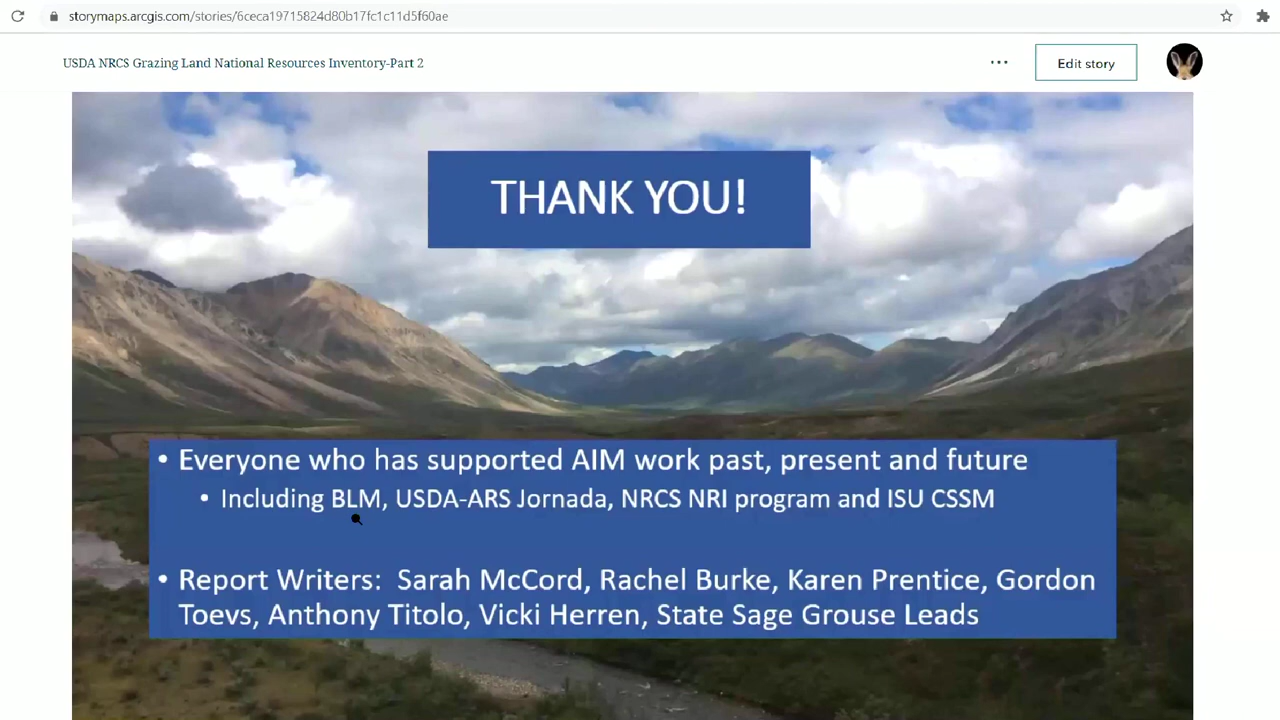 storymaps.arcgis.com/stories/6ceca19715824d80b17fc1c11d5f60ae
USDA NRCS Grazing Land National Resources Inventory-Part 2
Edit story
THANK YOU!
• Everyone who has supported AIM work past, present and future
• Including BLM, USDA-ARS Jornada, NRCS NRI program and ISU CSSM
• Report Writers: Sarah McCord, Rachel Burke, Karen Prentice, Gordon
Toevs, Anthony Titolo, Vicki Herren, State Sage Grouse Leads